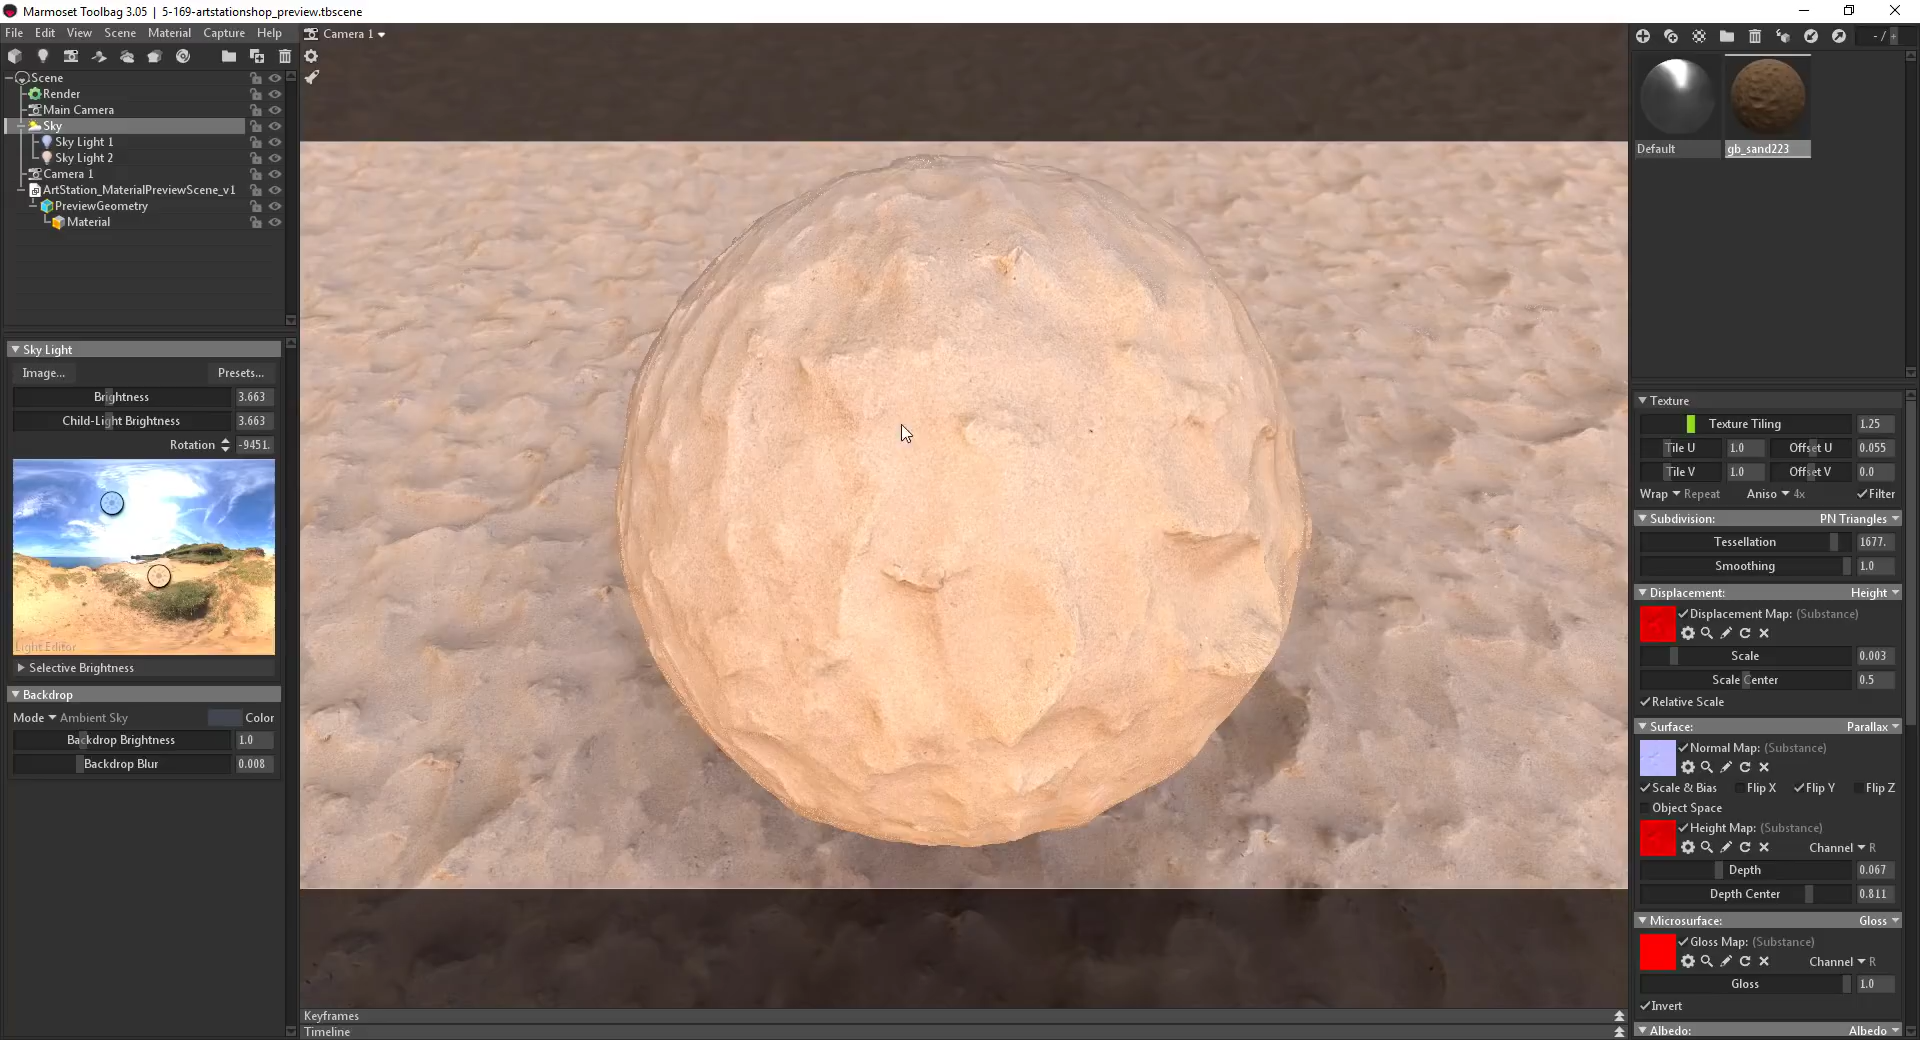 Marmoset Toolbag 3.05 | 5-169-artstationshop_preview.tbscene
File Edit View Scene Material Capture Help
Camera 1
- / +
Scene
Render
Main Camera
Sky
Sky Light 1
Sky Light 2
Camera 1
ArtStation_MaterialPreviewScene_v1
PreviewGeometry
Material
Default
gb_sand223
Sky Light
Image... Presets...
Brightness 3.663
Child-Light Brightness 3.663
Rotation -9451.
Light Editor
Selective Brightness
Backdrop
Mode Ambient Sky Color
Backdrop Brightness 1.0
Backdrop Blur 0.008
Texture
Texture Tiling 1.25
Tile U 1.0 Offset U 0.055
Tile V 1.0 Offset V 0.0
Wrap Repeat Aniso 4x Filter
Subdivision: PN Triangles
Tessellation 1677.
Smoothing 1.0
Displacement: Height
Displacement Map: (Substance)
Scale 0.003
Scale Center 0.5
Relative Scale
Surface: Parallax
Normal Map: (Substance)
Scale & Bias Flip X Flip Y Flip Z
Object Space
Height Map: (Substance)
Channel R
Depth 0.067
Depth Center 0.811
Microsurface: Gloss
Gloss Map: (Substance)
Channel R
Gloss 1.0
Invert
Albedo: Albedo
Keyframes
Timeline